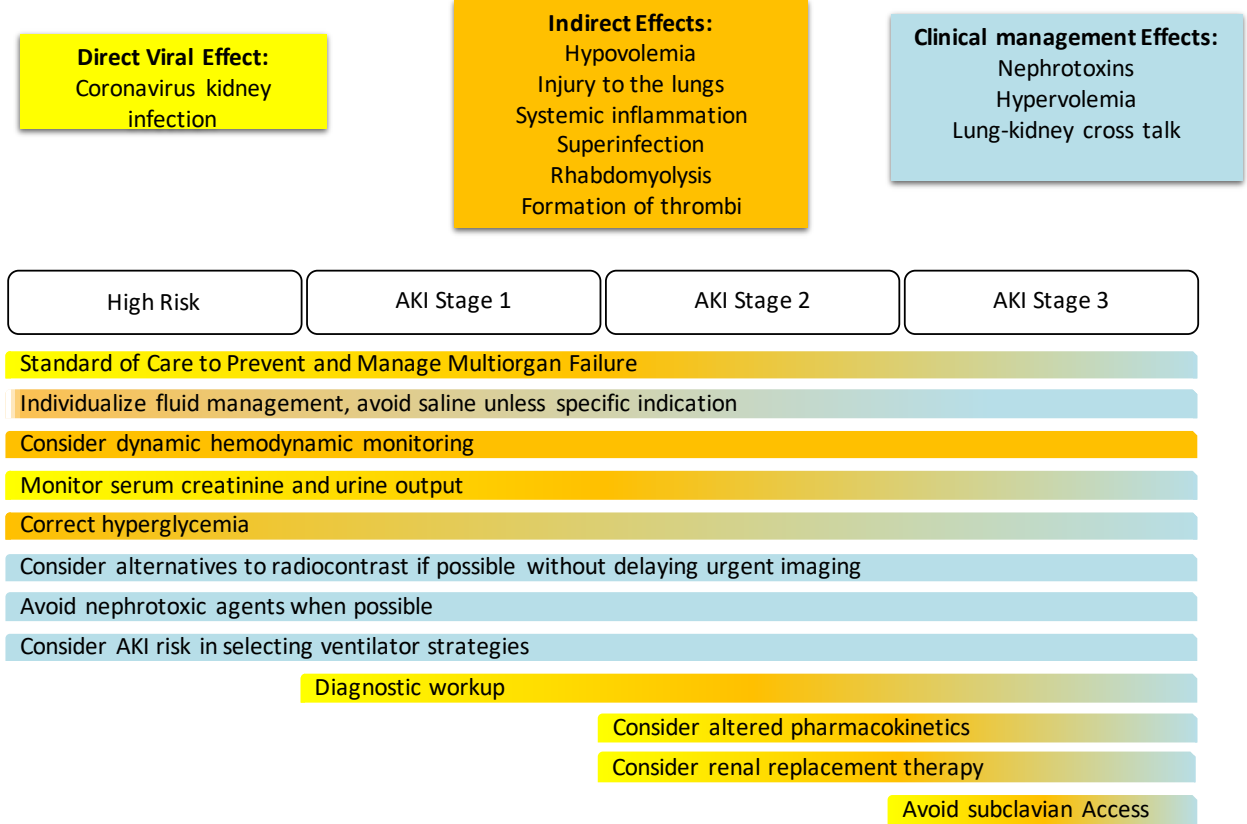 Direct Viral Effect:
Coronavirus kidney
infection
Indirect Effects:
Hypovolemia
Injury to the lungs
Systemic inflammation
Superinfection
Rhabdomyolysis
Formation of thrombi
Clinical management Effects:
Nephrotoxins
Hypervolemia
Lung-kidney cross talk
High Risk
AKI Stage 1
AKI Stage 2
AKI Stage 3
Standard of Care to Prevent and Manage Multiorgan Failure
Individualize fluid management, avoid saline unless specific indication
Consider dynamic hemodynamic monitoring
Monitor serum creatinine and urine output
Correct hyperglycemia
Consider alternatives to radiocontrast if possible without delaying urgent imaging
Avoid nephrotoxic agents when possible
Consider AKI risk in selecting ventilator strategies
Diagnostic workup
Consider altered pharmacokinetics
Consider renal replacement therapy
Avoid subclavian Access